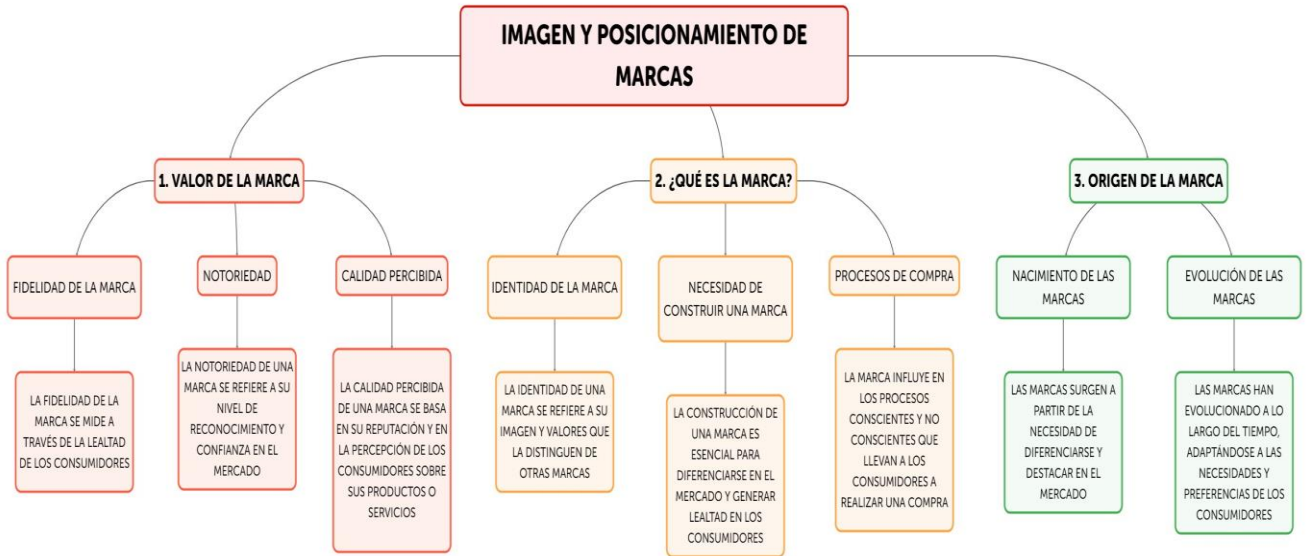 IMAGEN Y POSICIONAMIENTO DE
MARCAS
1. VALOR DE LA MARCA
2. ¿QUÉ ES LA MARCA?
3. ORIGEN DE LA MARCA
FIDELIDAD DE LA MARCA
NOTORIEDAD
CALIDAD PERCIBIDA
IDENTIDAD DE LA MARCA
NECESIDAD DE
CONSTRUIR UNA MARCA
PROCESOS DE COMPRA
NACIMIENTO DE LAS
MARCAS
EVOLUCIÓN DE LAS
MARCAS
LA FIDELIDAD DE LA
MARCA SE MIDE A
TRAVÉS DE LA LEALTAD
DE LOS CONSUMIDORES
LA NOTORIEDAD DE UNA
MARCA SE REFIERE A SU
NIVEL DE
RECONOCIMIENTO Y
CONFIANZA EN EL
MERCADO
LA CALIDAD PERCIBIDA
DE UNA MARCA SE BASA
EN SU REPUTACIÓN Y EN
LA PERCEPCIÓN DE LOS
CONSUMIDORES SOBRE
SUS PRODUCTOS O
SERVICIOS
LA IDENTIDAD DE UNA
MARCA SE REFIERE A SU
IMAGEN Y VALORES QUE
LA DISTINGUEN DE
OTRAS MARCAS
LA CONSTRUCCIÓN DE
UNA MARCA ES
ESENCIAL PARA
DIFERENCIARSE EN EL
MERCADO Y GENERAR
LEALTAD EN LOS
CONSUMIDORES
LA MARCA INFLUYE EN
LOS PROCESOS
CONSCIENTES Y NO
CONSCIENTES QUE
LLEVAN A LOS
CONSUMIDORES A
REALIZAR UNA COMPRA
LAS MARCAS SURGEN A
PARTIR DE LA
NECESIDAD DE
DIFERENCIARSE Y
DESTACAR EN EL
MERCADO
LAS MARCAS HAN
EVOLUCIONADO A LO
LARGO DEL TIEMPO,
ADAPTÁNDOSE A LAS
NECESIDADES Y
PREFERENCIAS DE LOS
CONSUMIDORES